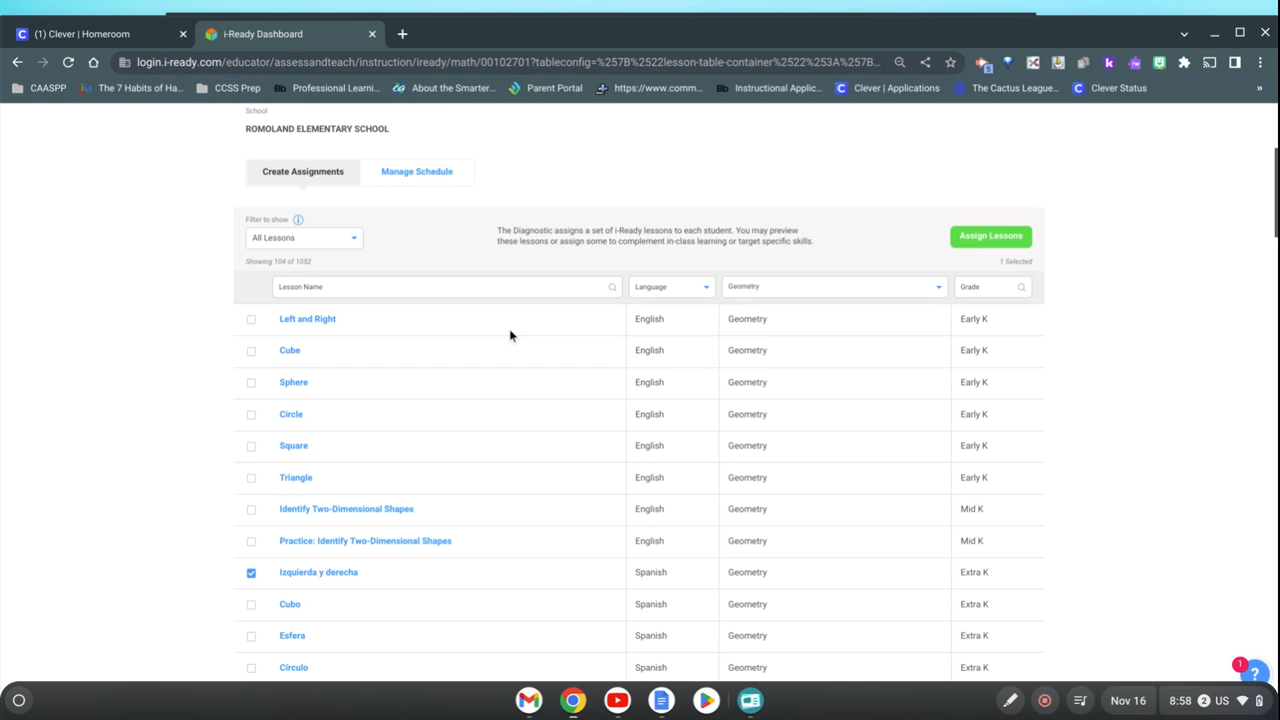 (1) Clever | Homeroom
i-Ready Dashboard
login.i-ready.com/educator/assessandteach/instruction/iready/math/00102701?tableconfig=%257B%2522lesson-table-container%2522%253A%257B...
CAASPP
The 7 Habits of Ha...
CCSS Prep
Professional Learni...
About the Smarter...
Parent Portal
https://www.comm...
Instructional Applic...
Clever | Applications
The Cactus League...
Clever Status
»
School
ROMOLAND ELEMENTARY SCHOOL
Create Assignments
Manage Schedule
Filter to show
All Lessons
Showing 104 of 1052
The Diagnostic assigns a set of i-Ready lessons to each student. You may preview
these lessons or assign some to complement in-class learning or target specific skills.
Assign Lessons
1 Selected
Lesson Name Language Geometry Grade
Left and Right English Geometry Early K
Cube English Geometry Early K
Sphere English Geometry Early K
Circle English Geometry Early K
Square English Geometry Early K
Triangle English Geometry Early K
Identify Two-Dimensional Shapes English Geometry Mid K
Practice: Identify Two-Dimensional Shapes English Geometry Mid K
Izquierda y derecha Spanish Geometry Extra K
Cubo Spanish Geometry Extra K
Esfera Spanish Geometry Extra K
Círculo Spanish Geometry Extra K
1
?
Nov 16
8:58 2 US